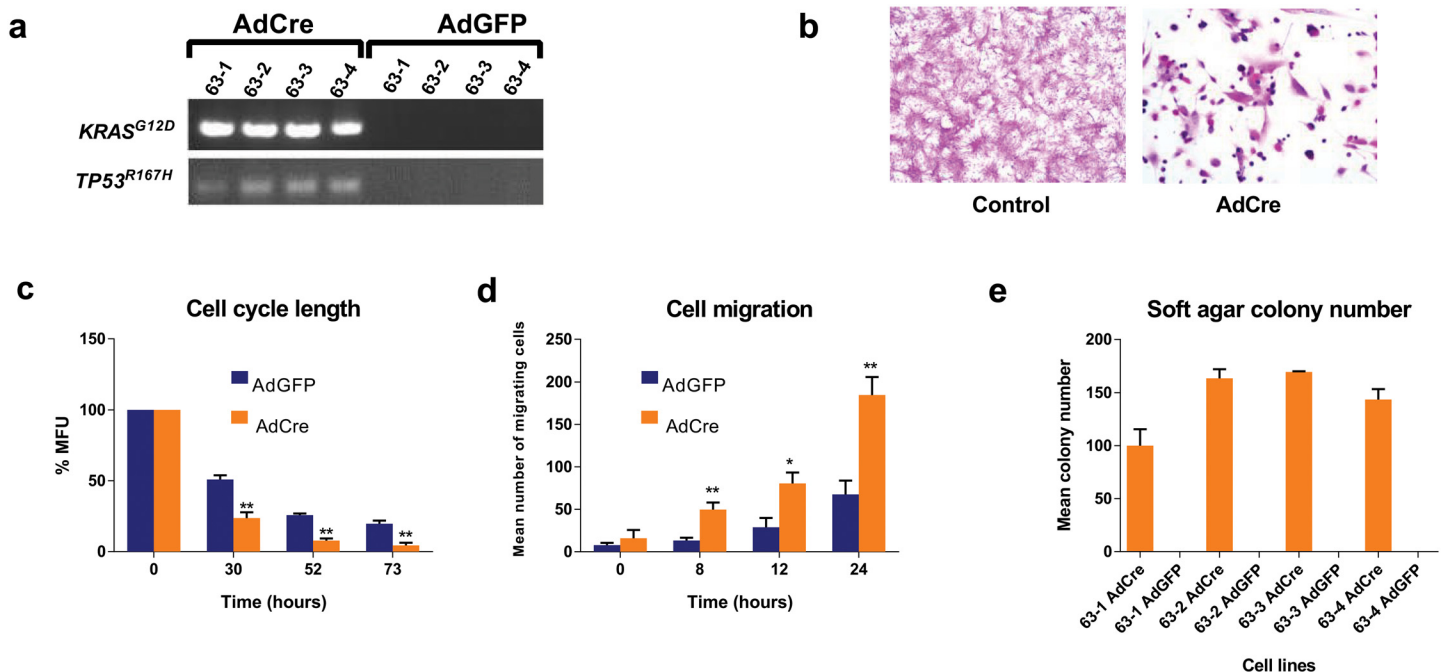 a
AdCre AdGFP
63-1 63-2 63-3 63-4 63-1 63-2 63-3 63-4
KRAS^G12D
TP53^R167H
b
Control AdCre
c
Cell cycle length
% MFU
150
100
50
0
AdGFP
AdCre
** ** **
0 30 52 73
Time (hours)
d
Cell migration
Mean number of migrating cells
250
200
150
100
50
0
AdGFP
AdCre
** * **
0 8 12 24
Time (hours)
e
Soft agar colony number
Mean colony number
200
150
100
50
0
63-1 AdCre
63-1 AdGFP
63-2 AdCre
63-2 AdGFP
63-3 AdCre
63-3 AdGFP
63-4 AdCre
63-4 AdGFP
Cell lines